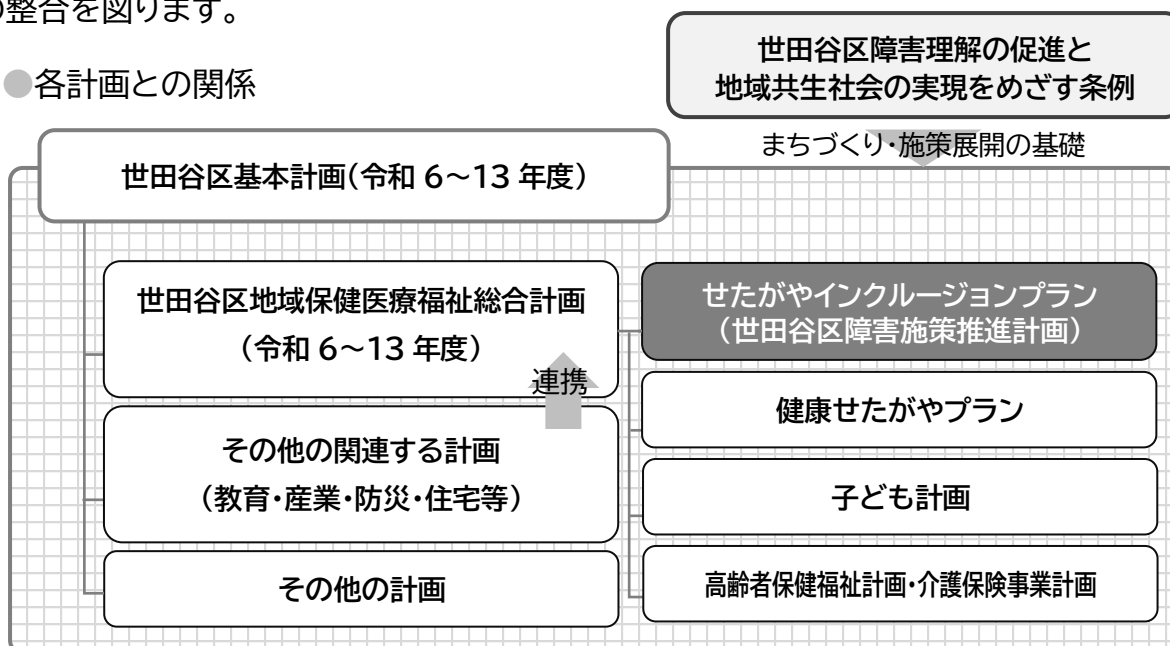 の整合を図ります。
●各計画との関係
世田谷区障害理解の促進と
地域共生社会の実現をめざす条例
まちづくり・施策展開の基礎
世田谷区基本計画(令和 6～13 年度)
世田谷区地域保健医療福祉総合計画
(令和 6～13 年度)
連携
その他の関連する計画
(教育・産業・防災・住宅等)
その他の計画
せたがやインクルージョンプラン
(世田谷区障害施策推進計画)
健康せたがやプラン
子ども計画
高齢者保健福祉計画・介護保険事業計画